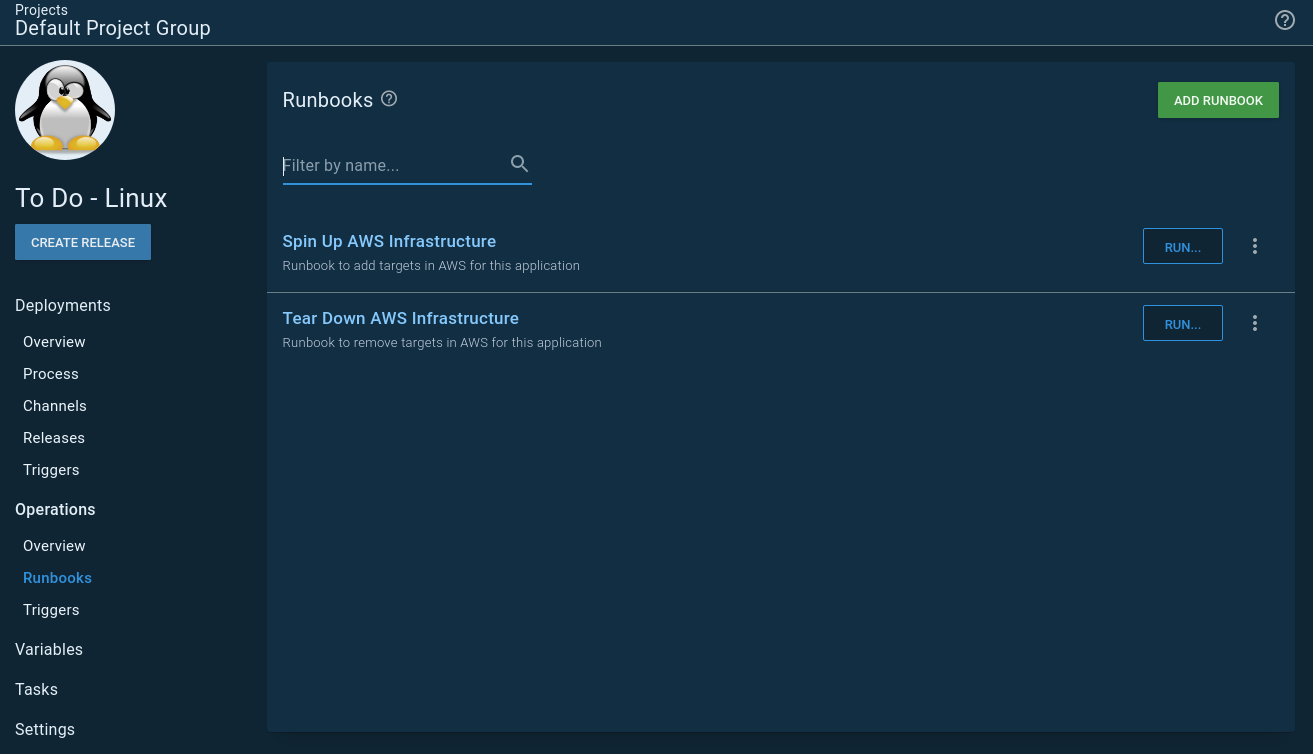 Projects
Default Project Group
To Do - Linux
CREATE RELEASE
Deployments
Overview
Process
Channels
Releases
Triggers
Operations
Overview
Runbooks
Triggers
Variables
Tasks
Settings
Runbooks
ADD RUNBOOK
Filter by name...
Spin Up AWS Infrastructure
Runbook to add targets in AWS for this application
RUN...
Tear Down AWS Infrastructure
Runbook to remove targets in AWS for this application
RUN...